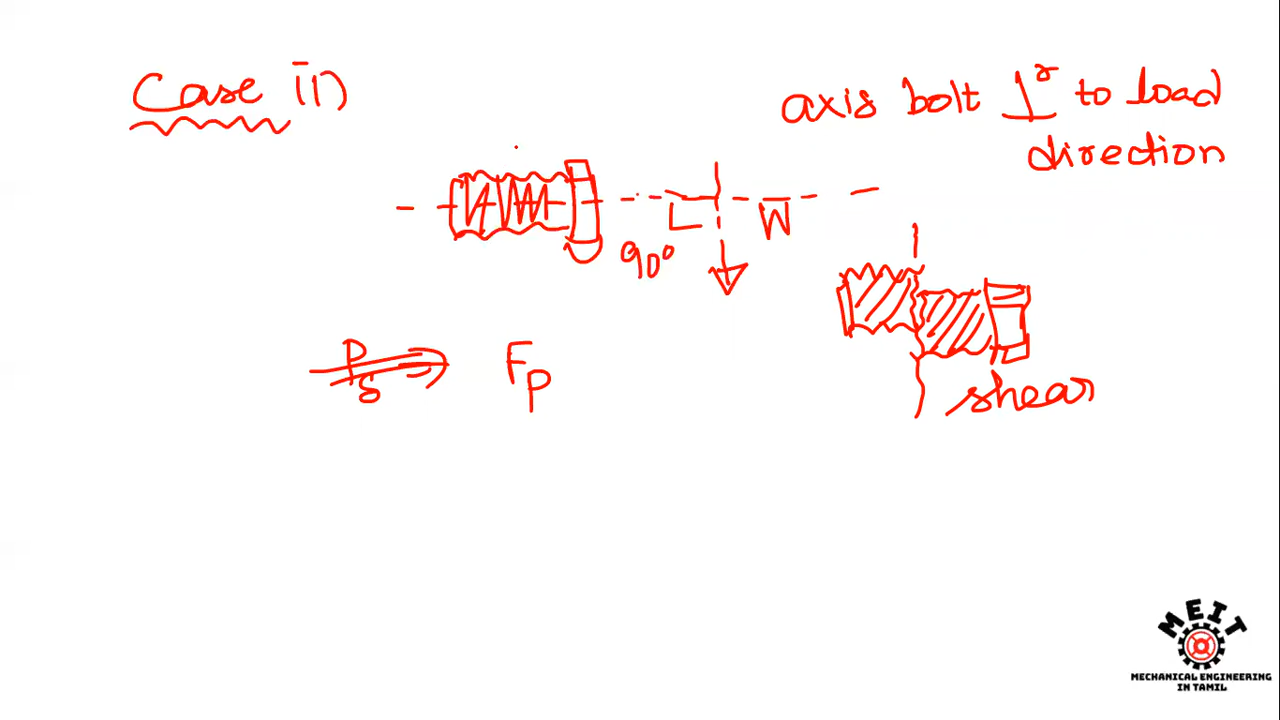 Case ii)
axis bolt ⊥r to load
direction
90°
W
shear
P
δ
Fp
MEIT
MECHANICAL ENGINEERING
IN TAMIL